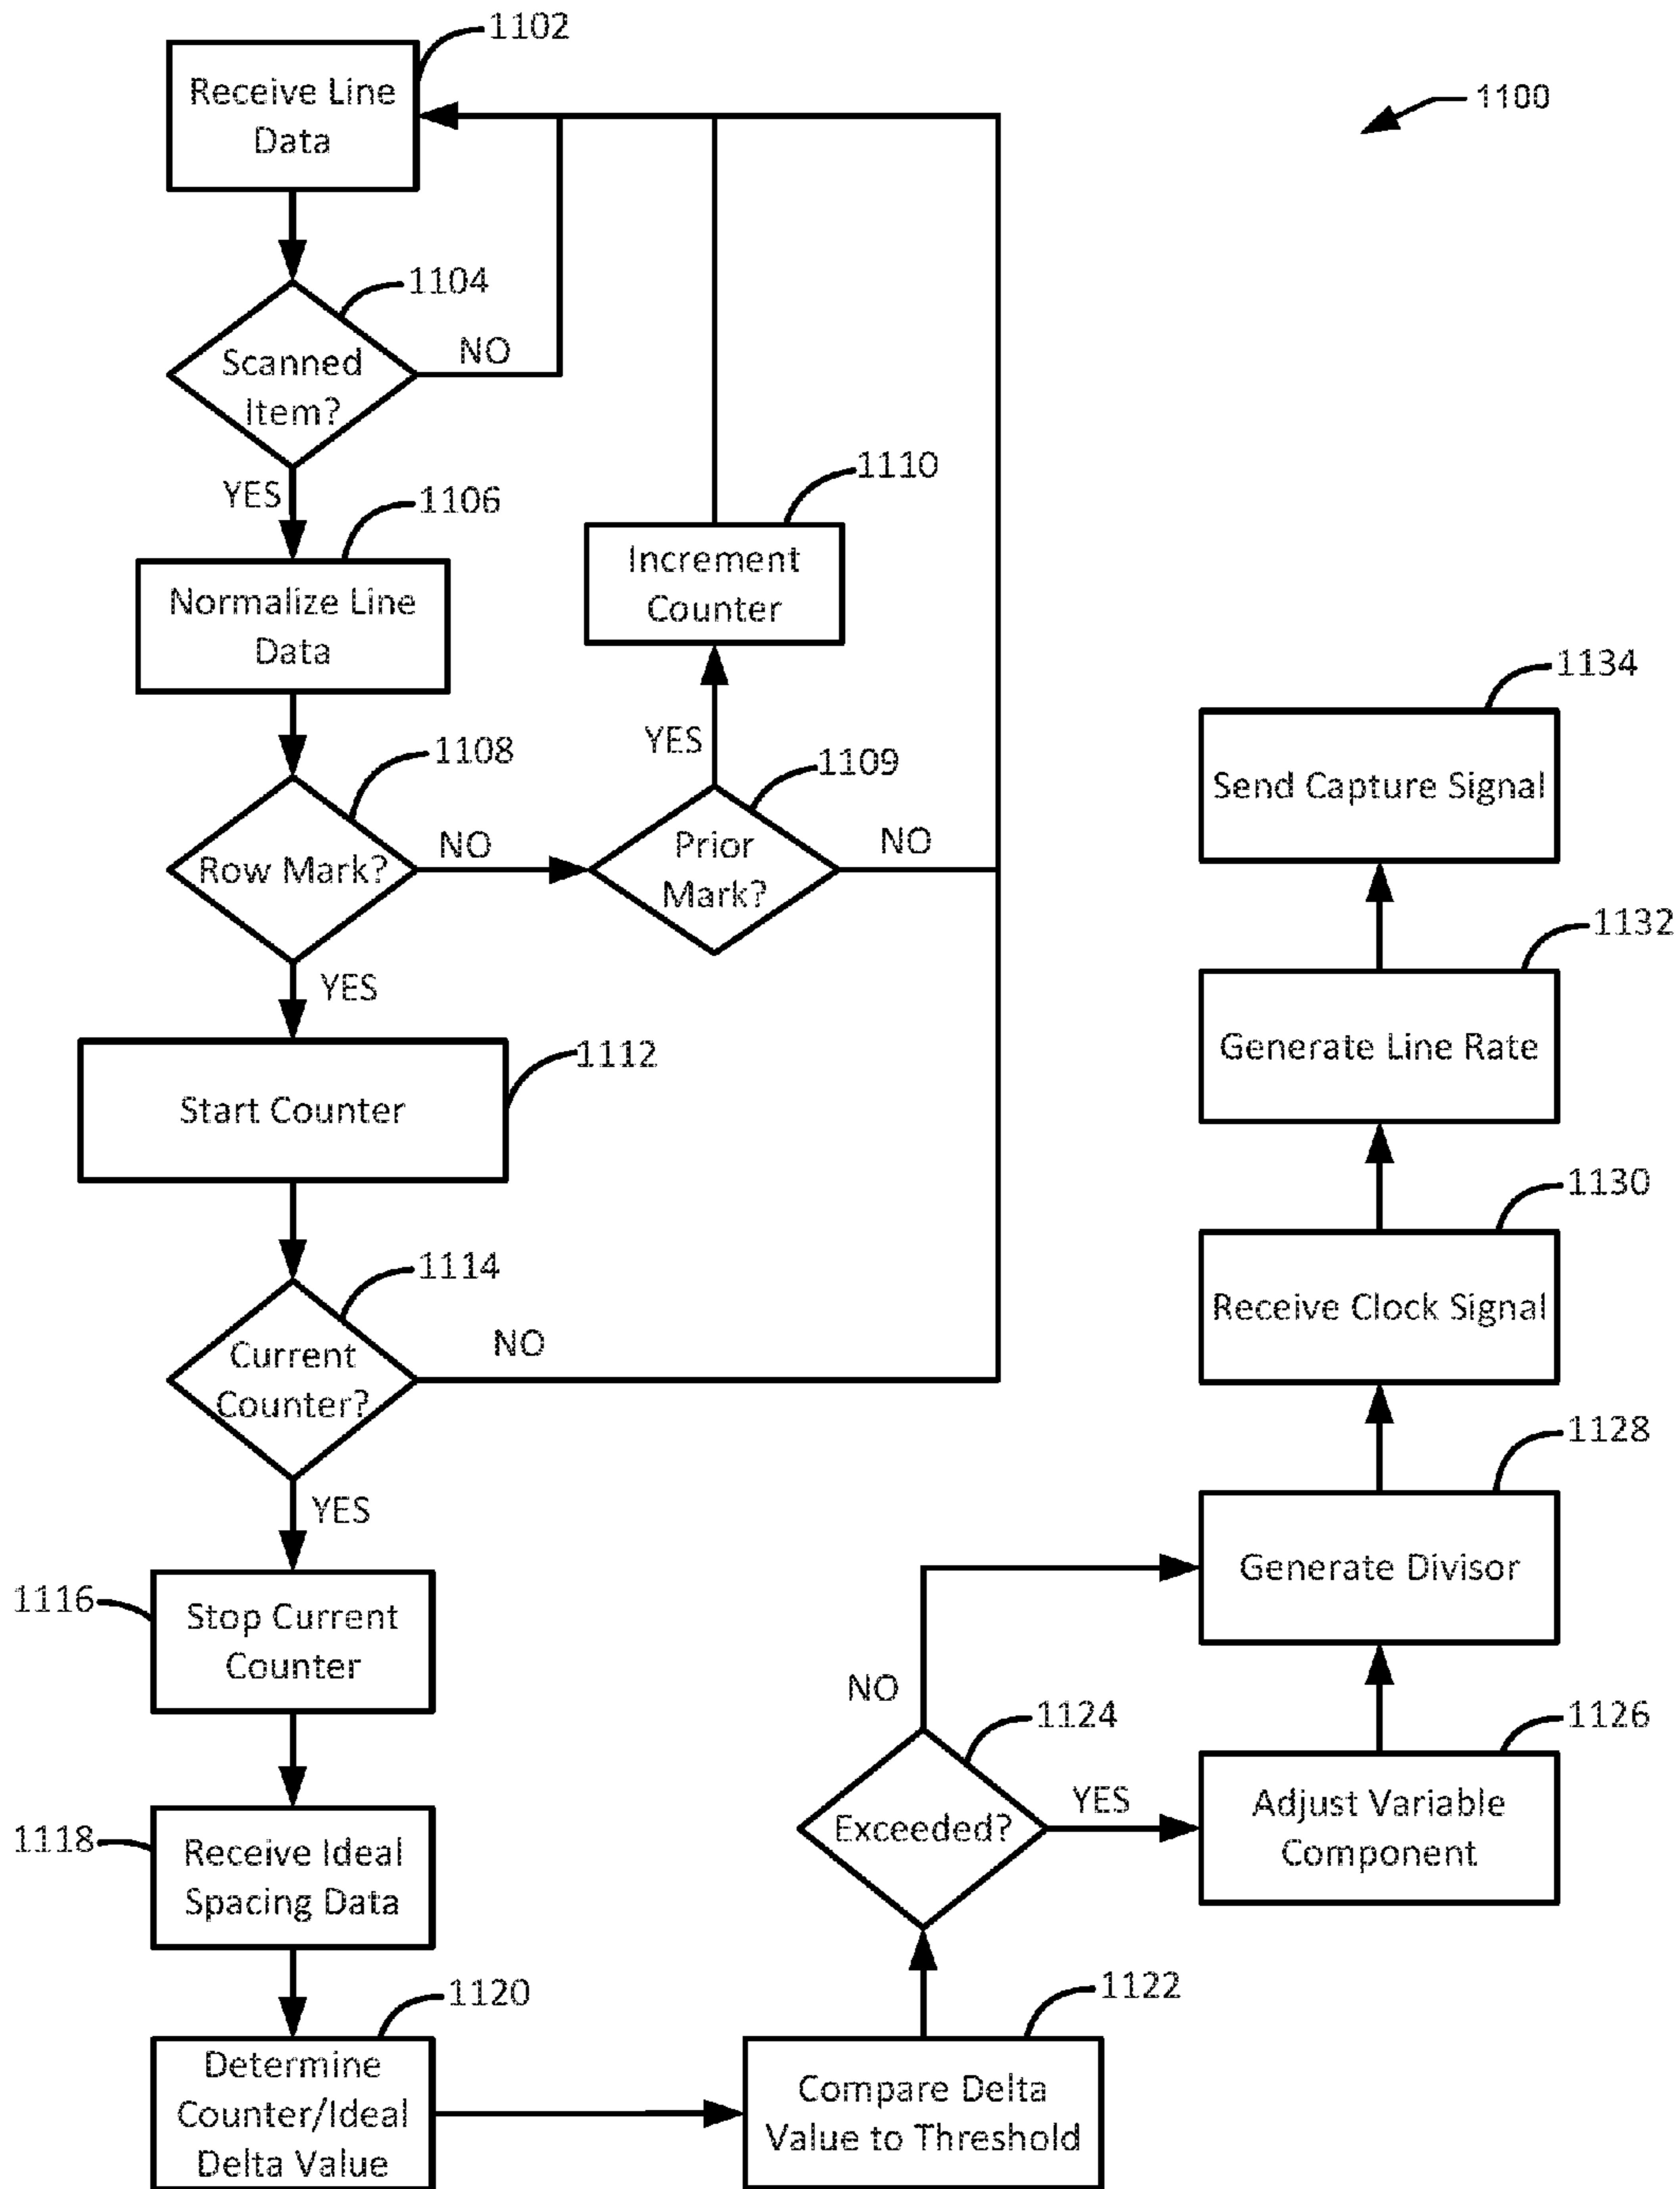 1102
Receive Line
Data
1100
1104
Scanned
Item?
NO
YES
1106
Normalize Line
Data
1110
Increment
Counter
YES
1108
Row Mark?
NO
1109
Prior
Mark?
NO
YES
1112
Start Counter
1114
Current
Counter?
NO
YES
1116
Stop Current
Counter
1118
Receive Ideal
Spacing Data
1120
Determine
Counter/Ideal
Delta Value
1122
Compare Delta
Value to Threshold
1124
Exceeded?
NO
YES
1126
Adjust Variable
Component
1128
Generate Divisor
1130
Receive Clock Signal
1132
Generate Line Rate
1134
Send Capture Signal